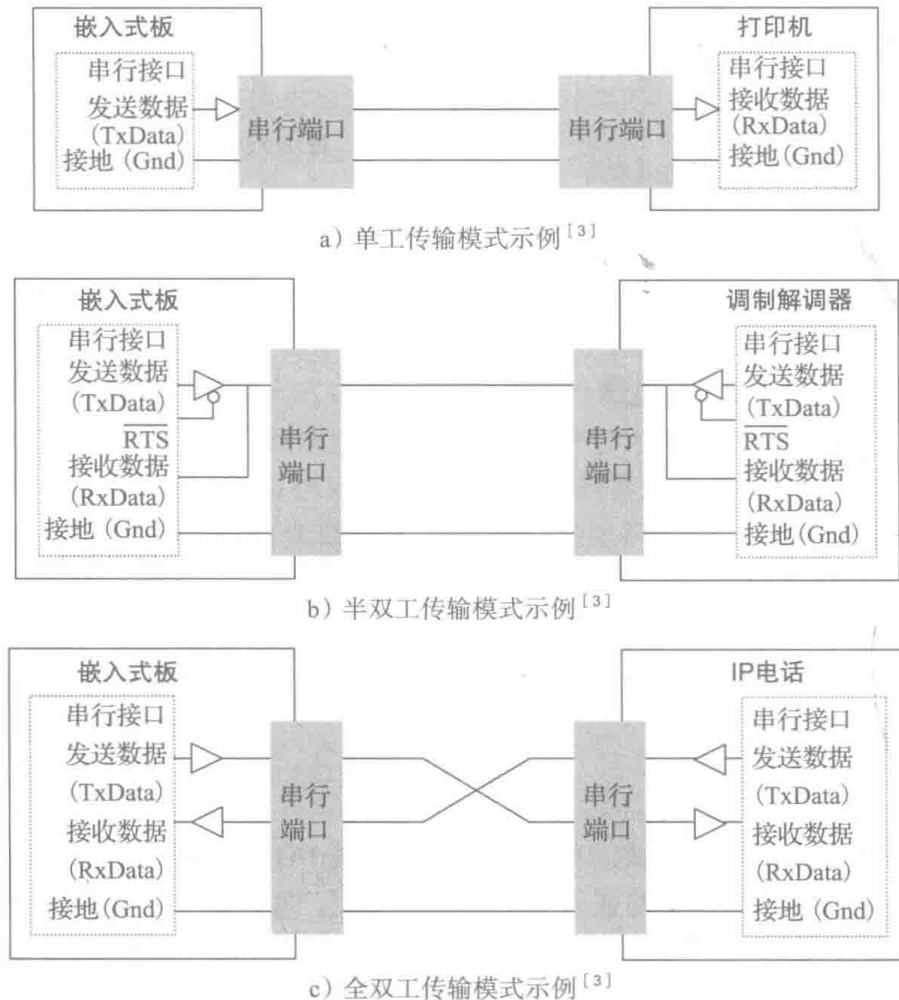 嵌入式板
串行接口
发送数据
(TxData)
接地(Gnd)
串行端口
串行端口
打印机
串行接口
接收数据
(RxData)
接地(Gnd)
a）单工传输模式示例[3]
嵌入式板
串行接口
发送数据
(TxData)
RTS
接收数据
(RxData)
接地(Gnd)
串行
端口
串行
端口
调制解调器
串行接口
发送数据
(TxData)
RTS
接收数据
(RxData)
接地(Gnd)
b）半双工传输模式示例[3]
嵌入式板
串行接口
发送数据
(TxData)
接收数据
(RxData)
接地(Gnd)
串行
端口
串行
端口
IP电话
串行接口
发送数据
(TxData)
接收数据
(RxData)
接地(Gnd)
c）全双工传输模式示例[3]